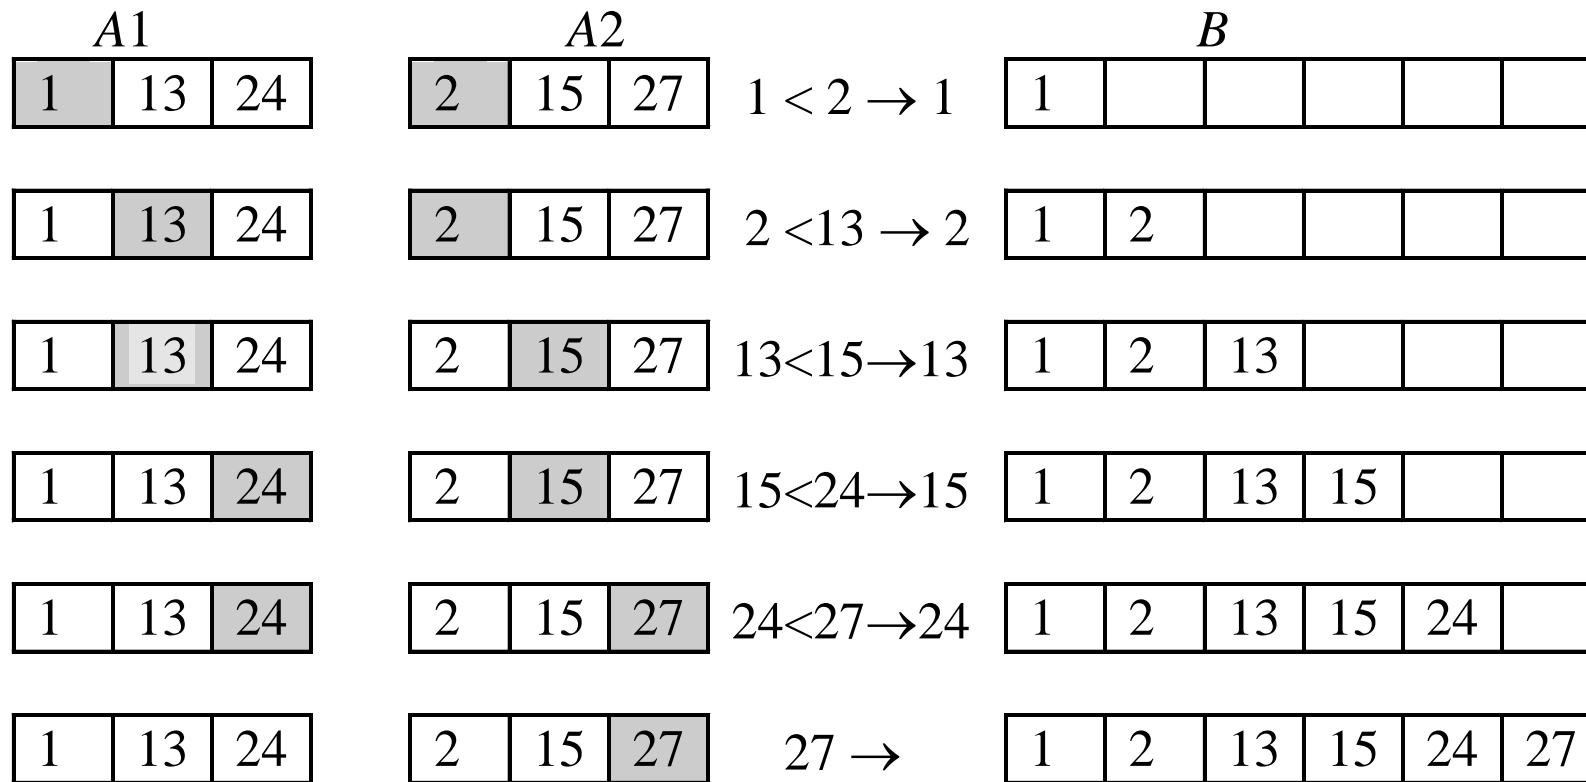 A1 A2 B
1 13 24 2 15 27 1 < 2 → 1 1
1 13 24 2 15 27 2 <13 → 2 1 2
1 13 24 2 15 27 13<15→13 1 2 13
1 13 24 2 15 27 15<24→15 1 2 13 15
1 13 24 2 15 27 24<27→24 1 2 13 15 24
1 13 24 2 15 27 27 → 1 2 13 15 24 27